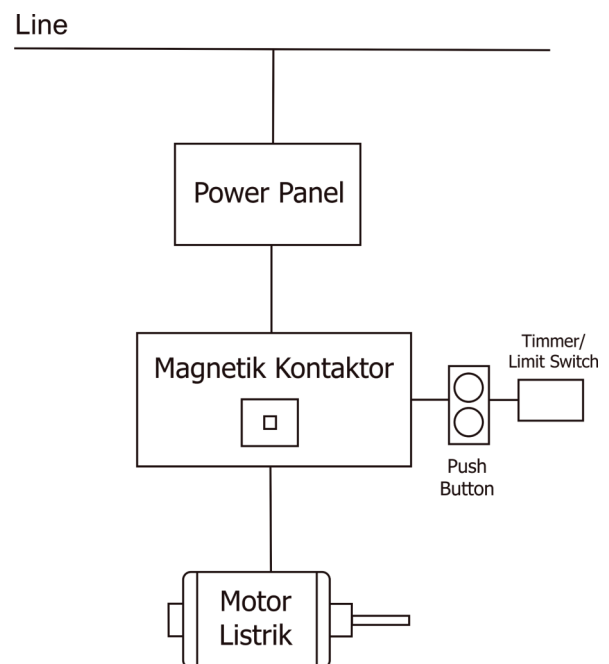 Line
Power Panel
Magnetik Kontaktor
Timmer/
Limit Switch
Push
Button
Motor
Listrik